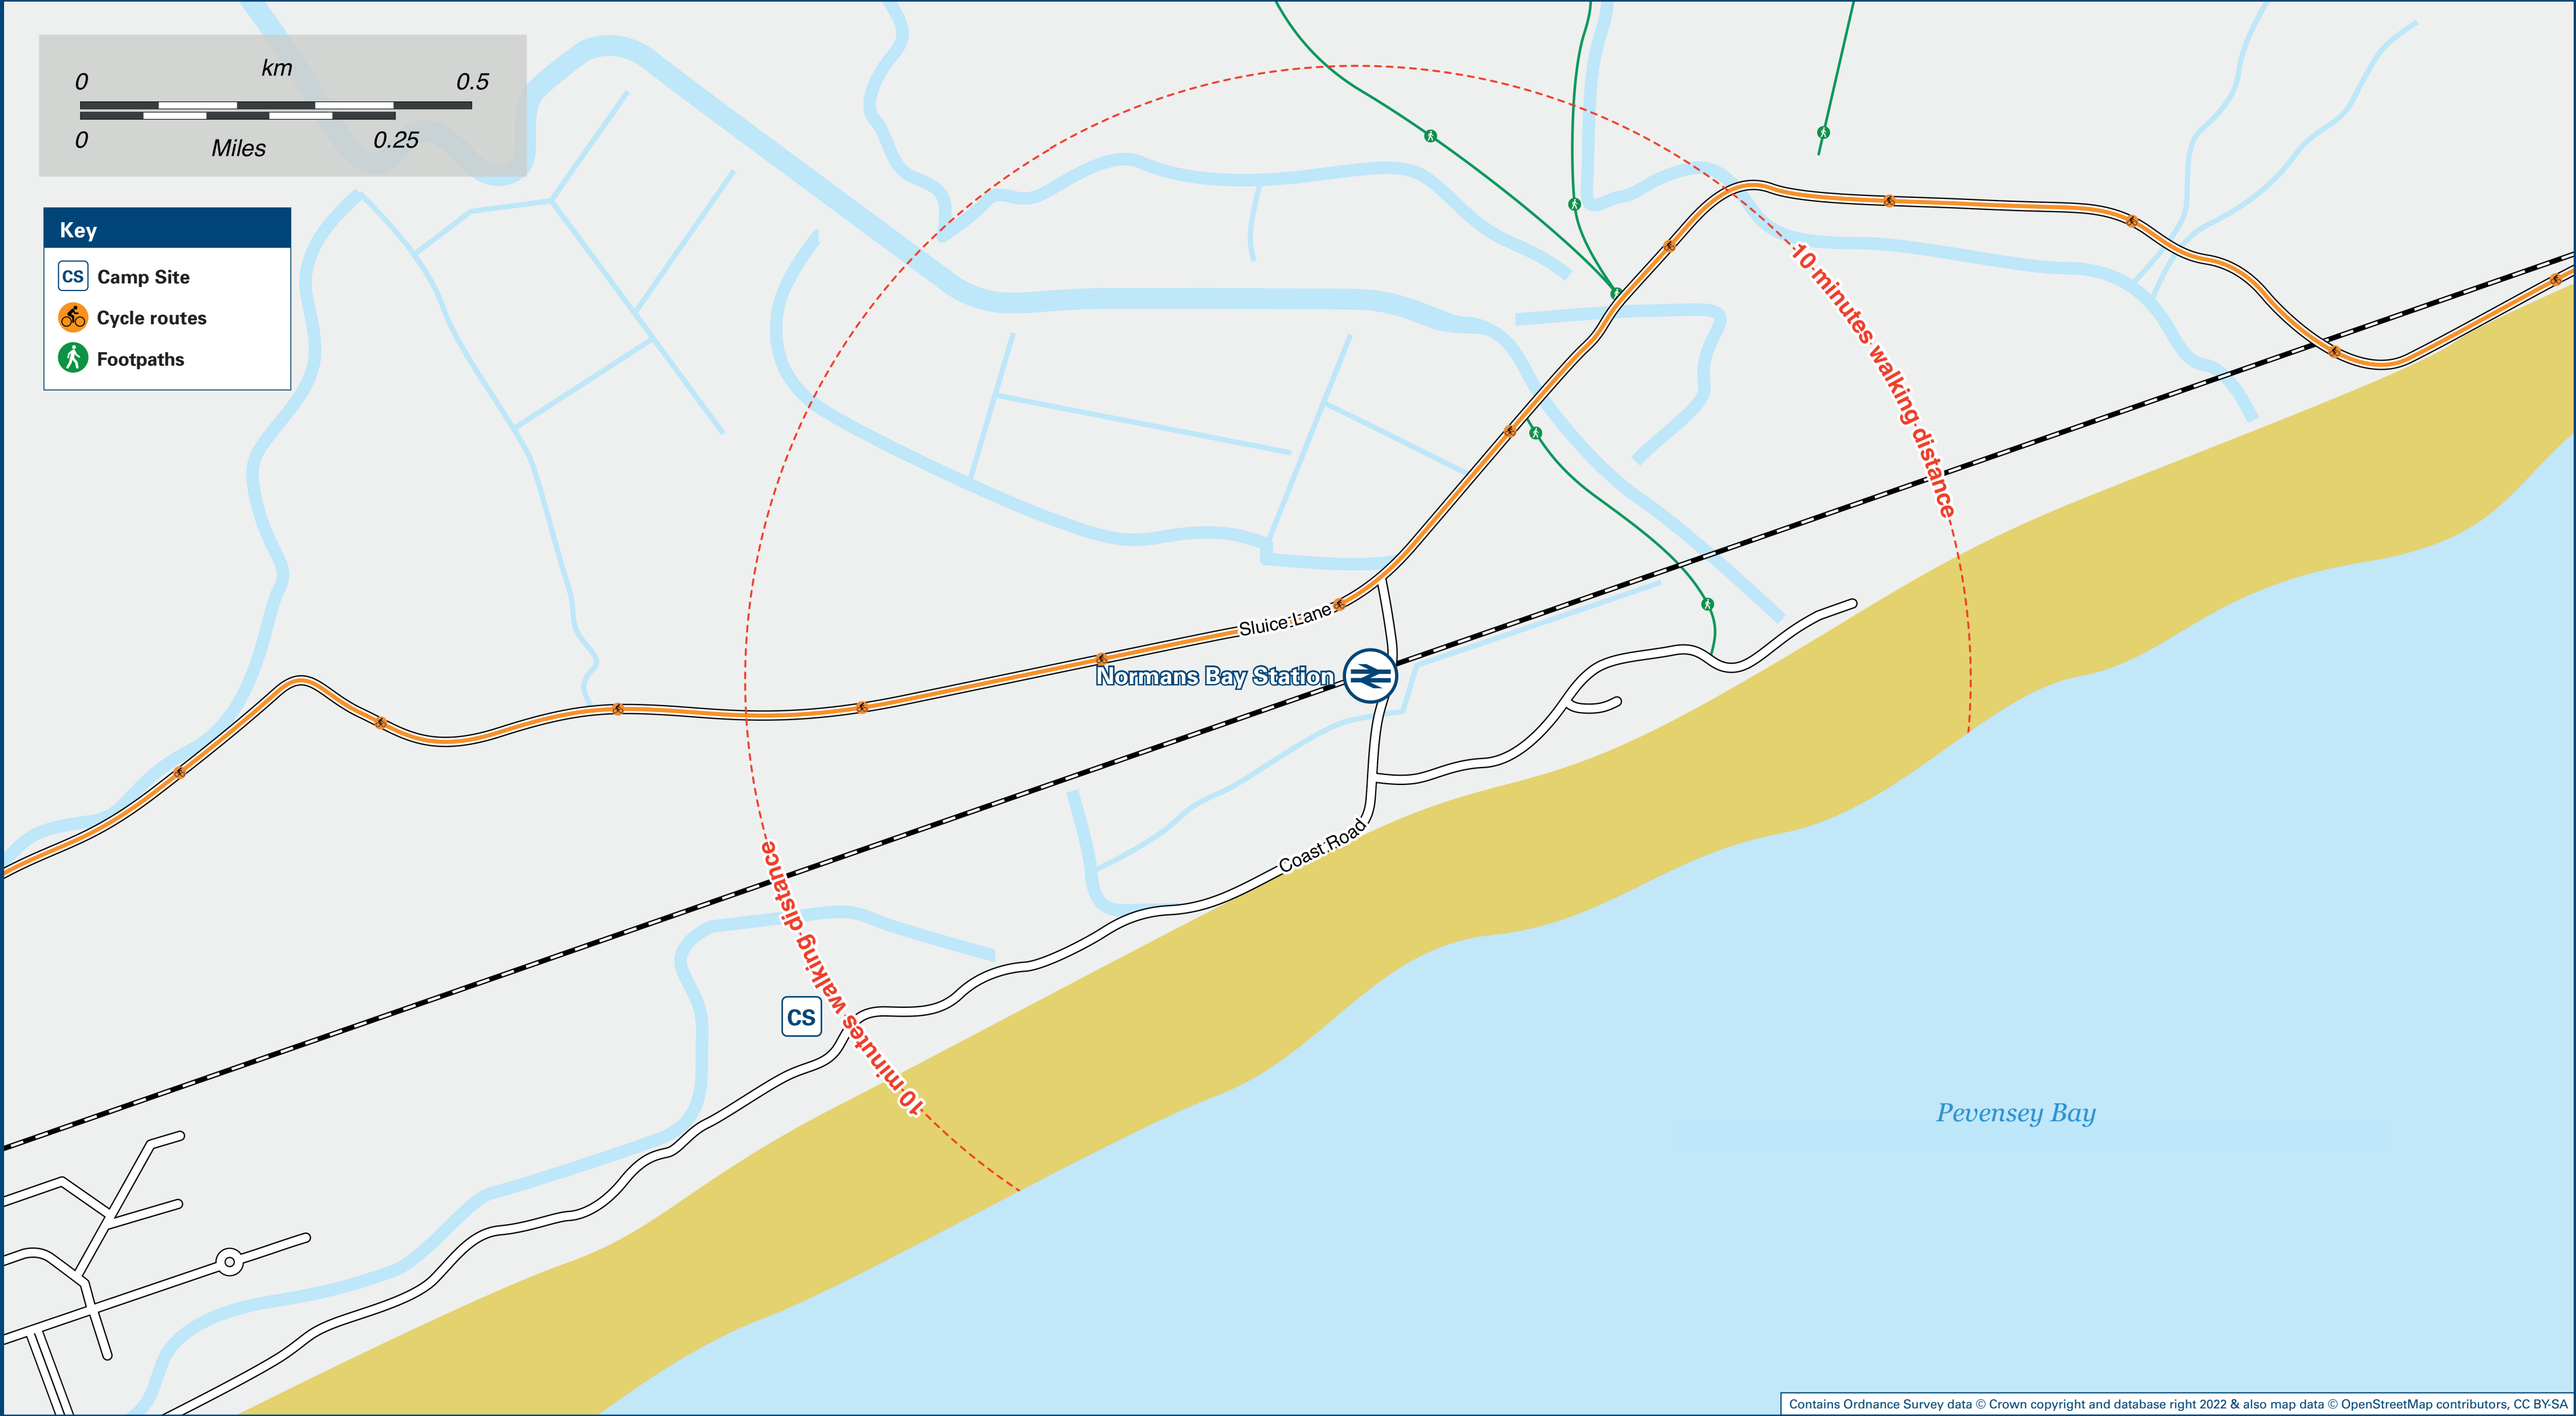 km
0 0.5
0 0.25
Miles
Key
CS Camp Site
Cycle routes
Footpaths
10 minutes walking distance
Sluice Lane
Normans Bay Station
Coast Road
10 minutes walking distance
CS
Pevensey Bay
Contains Ordnance Survey data © Crown copyright and database right 2022 & also map data © OpenStreetMap contributors, CC BY-SA